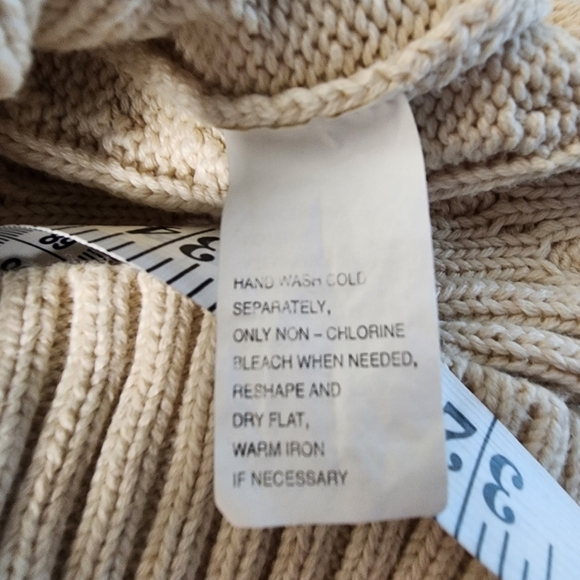 HAND WASH COLD
SEPARATELY,
ONLY NON – CHLORINE
BLEACH WHEN NEEDED,
RESHAPE AND
DRY FLAT,
WARM IRON
IF NECESSARY